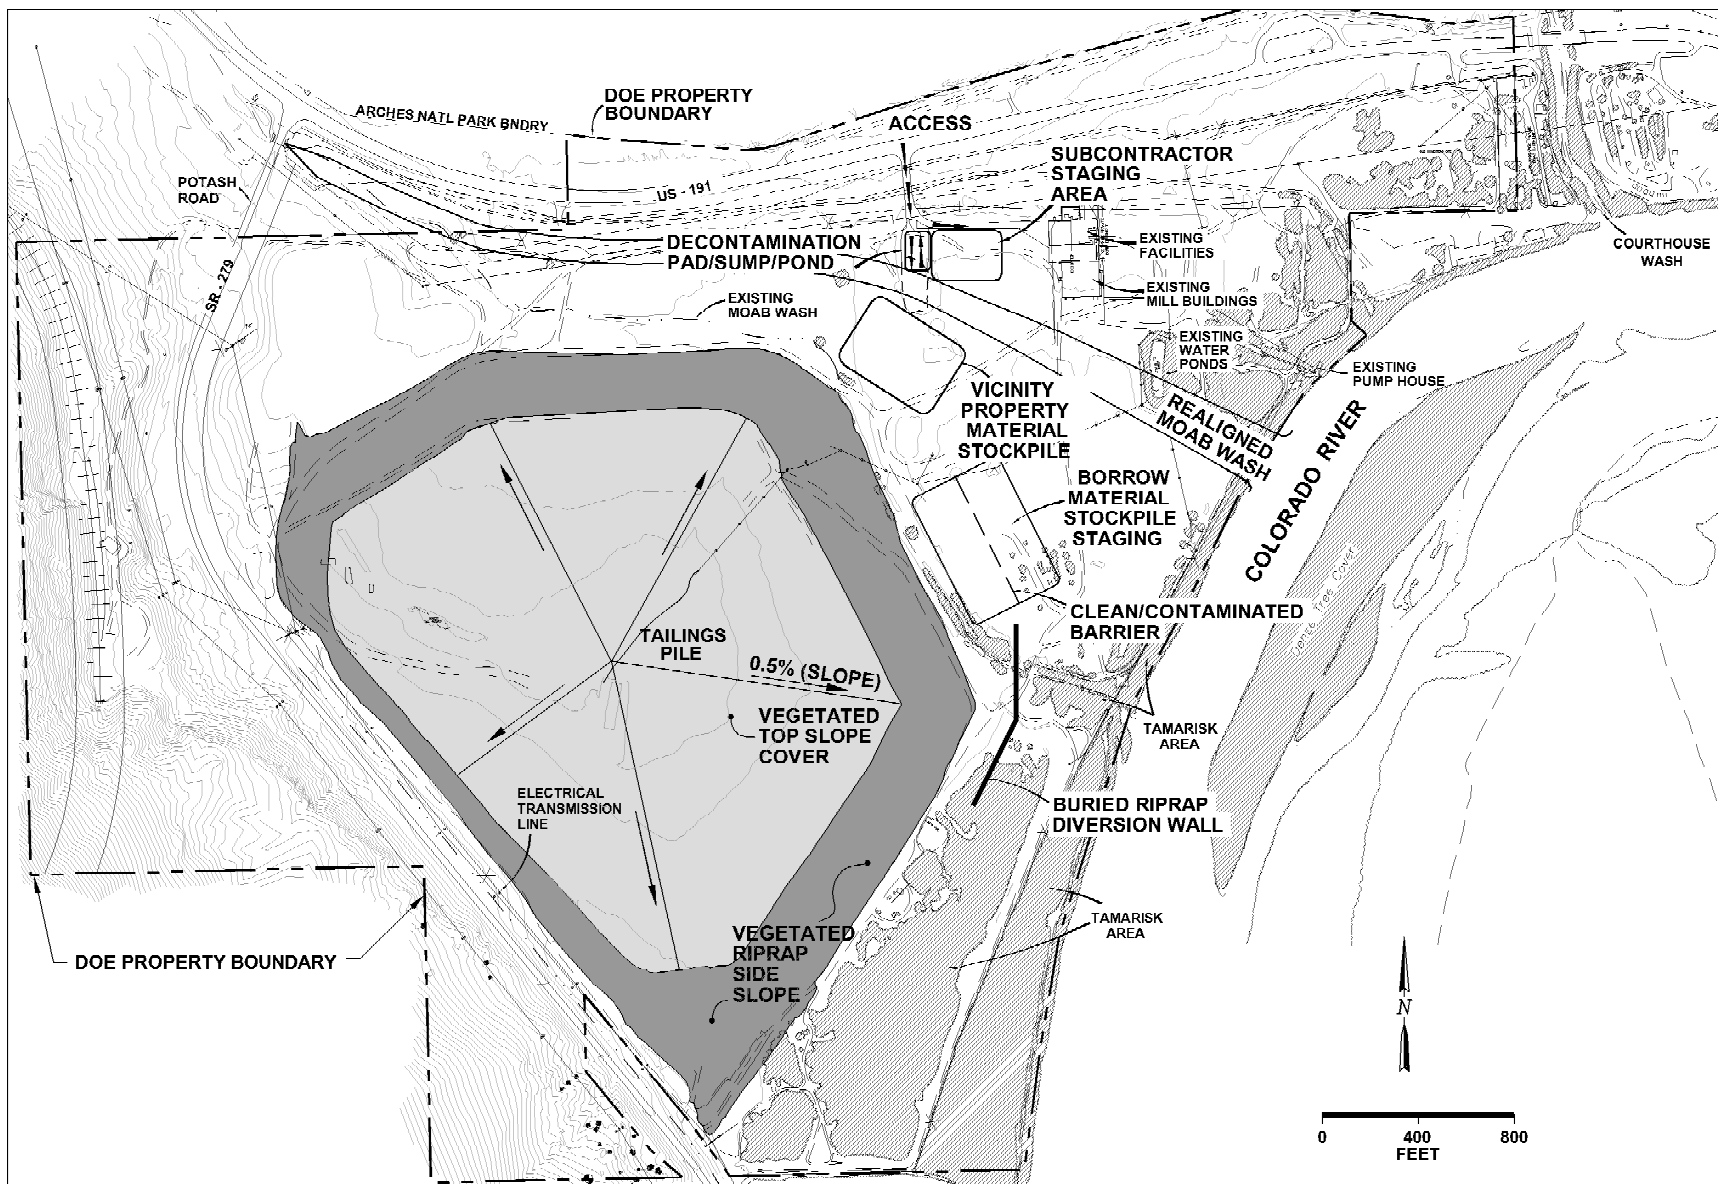 DOE PROPERTY
BOUNDARY
ARCHES NATL PARK BNDRY
ACCESS
SUBCONTRACTOR
STAGING
AREA
POTASH
ROAD
US - 191
DECONTAMINATION
PAD/SUMP/POND
EXISTING
FACILITIES
COURTHOUSE
WASH
SR - 279
EXISTING
MOAB WASH
EXISTING
MILL BUILDINGS
EXISTING
WATER
PONDS
EXISTING
PUMP HOUSE
VICINITY
PROPERTY
MATERIAL
STOCKPILE
REALIGNED
MOAB WASH
COLORADO RIVER
BORROW
MATERIAL
STOCKPILE
STAGING
CLEAN/CONTAMINATED
BARRIER
TAILINGS
PILE
0.5% (SLOPE)
VEGETATED
TOP SLOPE
COVER
TAMARISK
AREA
ELECTRICAL
TRANSMISSION
LINE
BURIED RIPRAP
DIVERSION WALL
TAMARISK
AREA
VEGETATED
RIPRAP
SIDE
SLOPE
DOE PROPERTY BOUNDARY
N
0 400 800
FEET